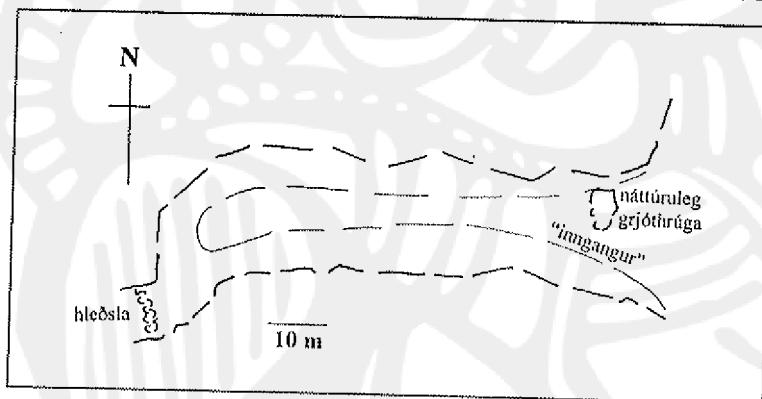 N
náttúruleg
grjóthrúga
"inngangur"
hleðsla
10 m